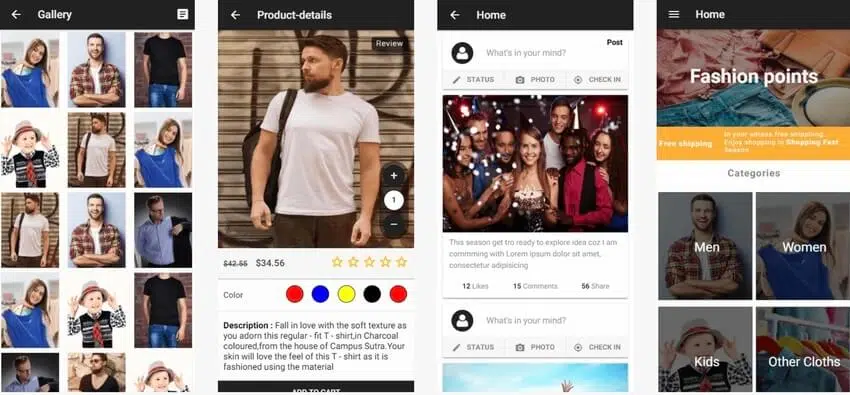 Gallery
Product-details
Review
+
1
−
$42.55 $34.56
Color
Description : Fall in love with the soft texture as
you adorn this regular - fit T - shirt,in Charcoal
coloured,from the house of Campus Sutra.Your
skin will love the feel of this T - shirt as it is
fashioned using the material
ADD TO CART
Home
Post
What's in your mind?
STATUS PHOTO CHECK IN
This season get tro ready to explore idea coz I am
commming with Lorem ipsum dolor sit amet,
consectetur adipisicing
12 Likes 15 Comments 56 Share
What's in your mind?
STATUS PHOTO CHECK IN
Home
Fashion points
Free shipping
Enjoy shopping in Shopping Fast
Season
Categories
Men
Women
Kids
Other Cloths